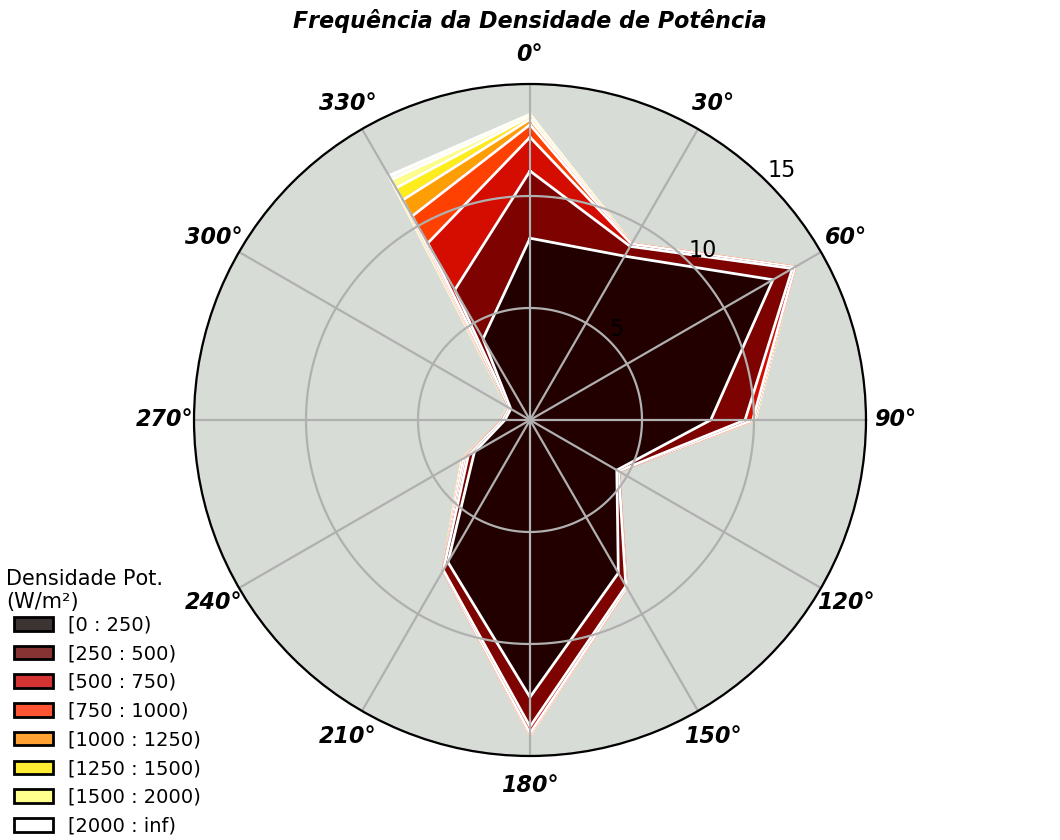 Frequência da Densidade de Potência
0°
330°
30°
15
300°
60°
10
5
270°
90°
240°
120°
210°
150°
180°
Densidade Pot.
(W/m²)
[0 : 250)
[250 : 500)
[500 : 750)
[750 : 1000)
[1000 : 1250)
[1250 : 1500)
[1500 : 2000)
[2000 : inf)